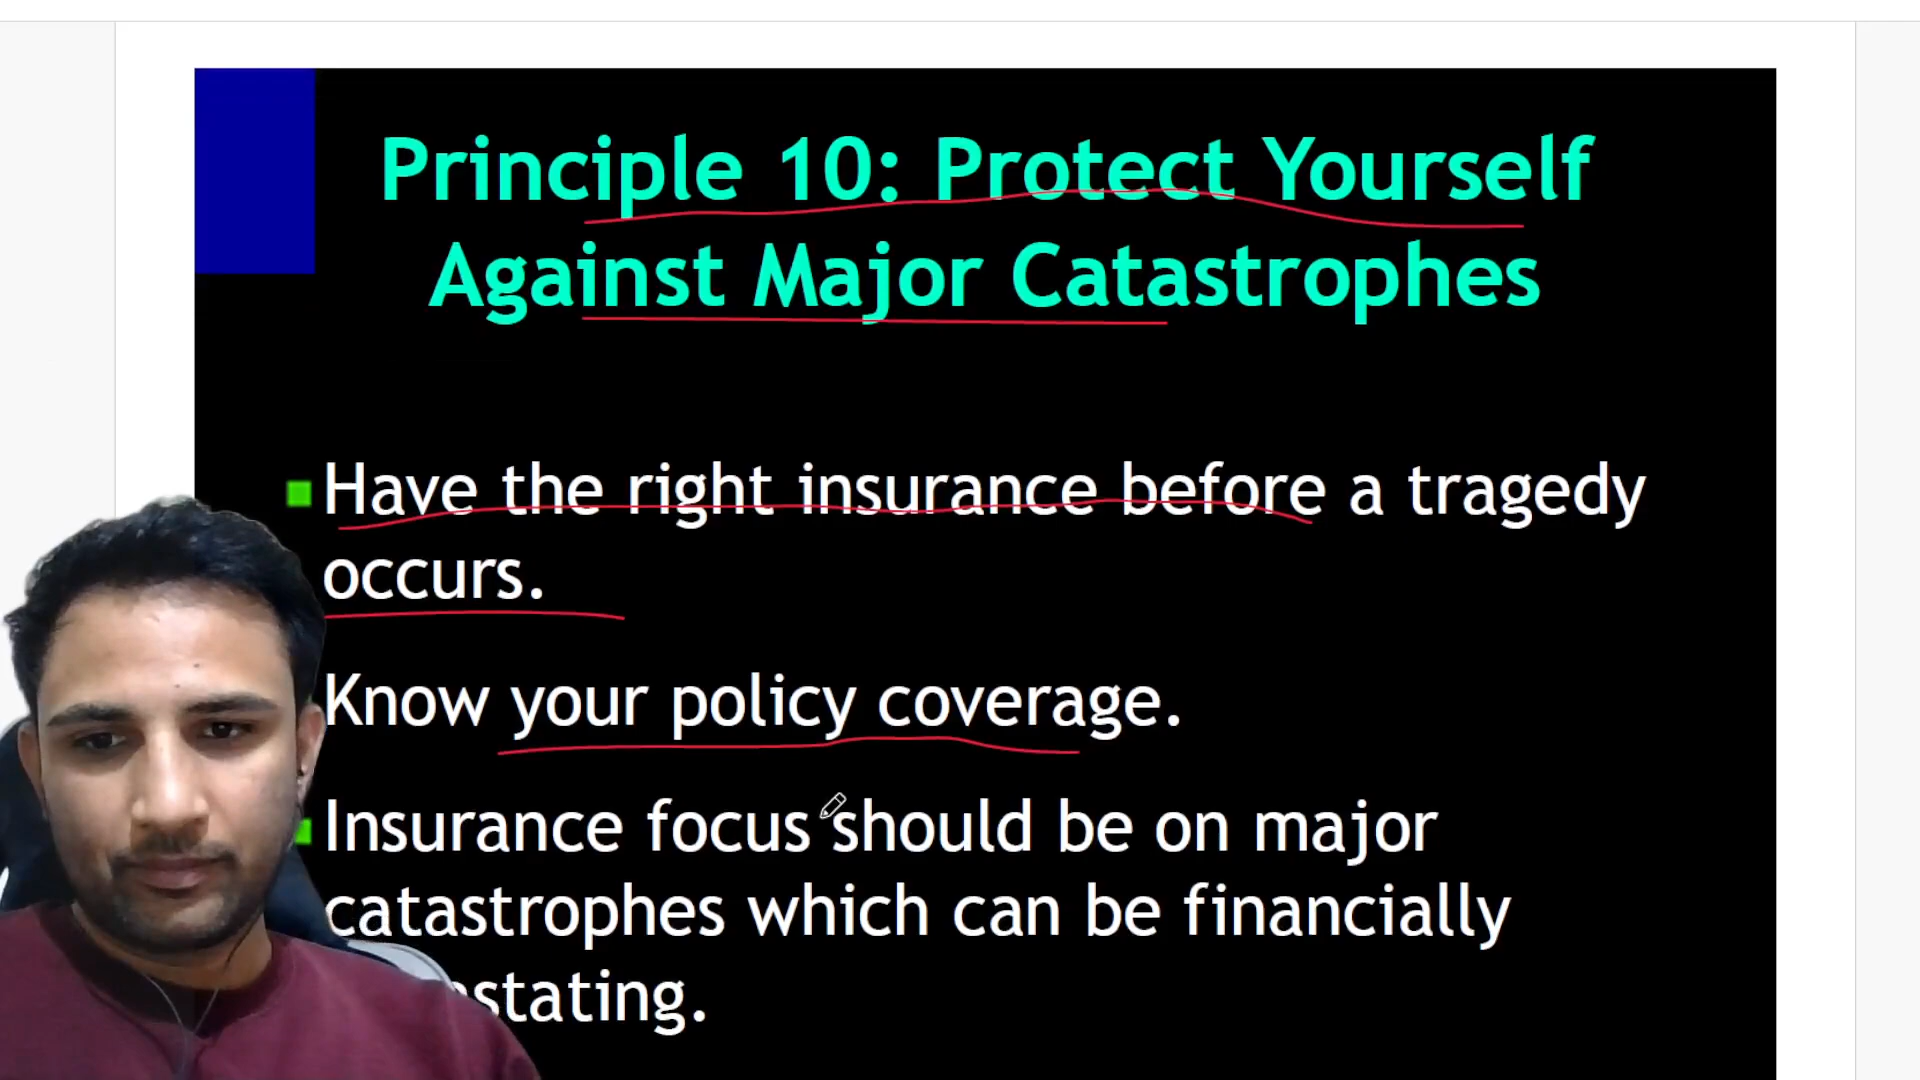 Principle 10: Protect Yourself
Against Major Catastrophes
Have the right insurance before a tragedy
occurs.
Know your policy coverage.
Insurance focus should be on major
catastrophes which can be financially
stating.